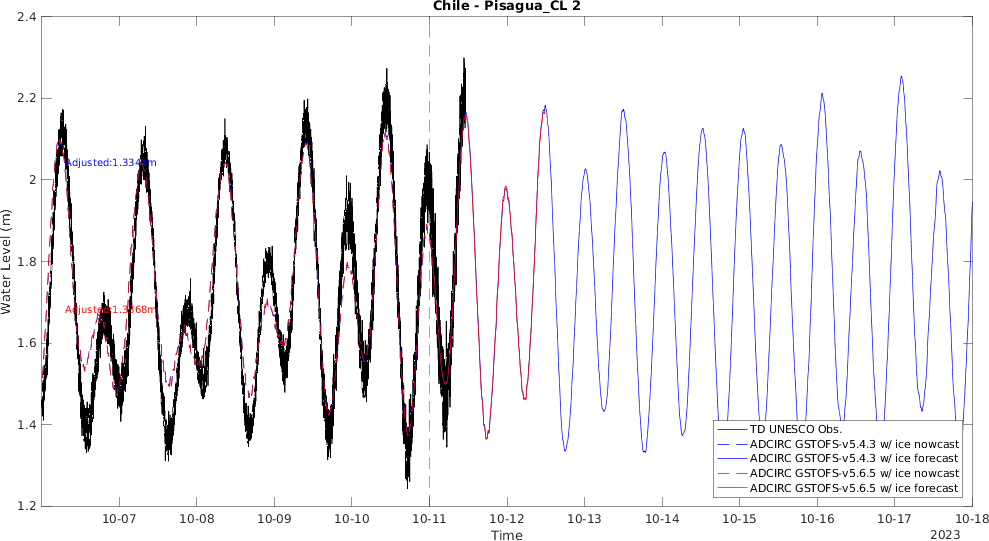 Chile - Pisagua_CL 2
2.4
2.2
2
1.8
1.6
1.4
1.2
Water Level (m)
Adjusted:1.3368m
10-07
10-08
10-09
10-10
10-11
10-12
10-13
10-14
10-15
10-16
10-17
10-18
Time
2023
TD UNESCO Obs.
ADCIRC GSTOFS-v5.4.3 w/ ice nowcast
ADCIRC GSTOFS-v5.4.3 w/ ice forecast
ADCIRC GSTOFS-v5.6.5 w/ ice nowcast
ADCIRC GSTOFS-v5.6.5 w/ ice forecast